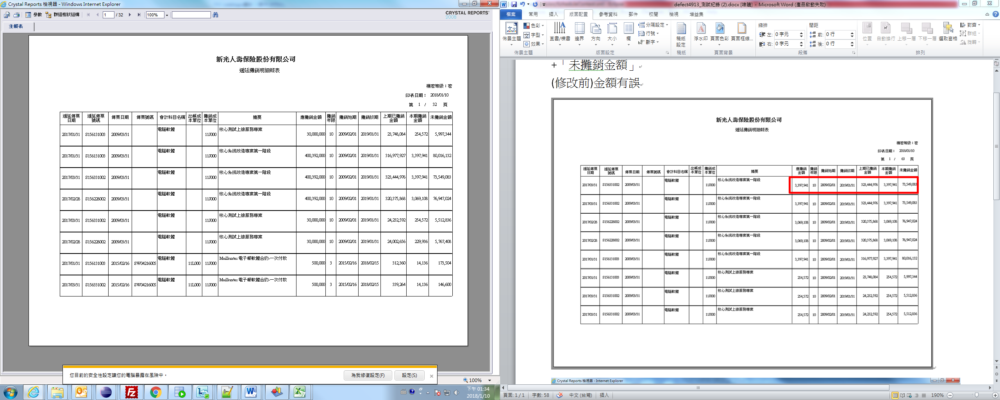 Crystal Reports 檢視器 - Windows Internet Explorer
參數 群組樹狀結構 1 / 32 100%
CRYSTAL REPORTS
2008
主報表
新光人壽保險股份有限公司
遞延攤銷明細報表
機密等級：密
印表日期： 2018/01/10
第 1 / 32 頁
遞延傳票日期 遞延傳票號碼 傳票日期 傳票號碼 會計科目名稱 出帳成本單位 攤銷成本單位 摘要 應攤銷金額 攤銷年限 攤銷始期 攤銷終期 上期已攤銷金額 本期攤銷金額 未攤銷金額
2017/01/31 S156131003 2009/03/31 電腦軟體 11J000 核心測試上線服務專案 30,000,000 10 2009/02/01 2019/01/31 23,748,084 254,572 5,997,344
2017/01/31 S156131003 2009/03/31 電腦軟體 11J000 核心系統改造專案第一階段 400,392,000 10 2009/02/01 2019/01/31 316,977,927 3,397,941 80,016,132
2017/03/31 S156331002 2009/03/31 電腦軟體 11J000 核心系統改造專案第一階段 400,392,000 10 2009/02/01 2019/01/31 323,444,976 3,397,941 73,549,083
2017/02/28 S156228002 2009/03/31 電腦軟體 11J000 核心系統改造專案第一階段 400,392,000 10 2009/02/01 2019/01/31 320,375,868 3,069,108 76,947,024
2017/03/31 S156331002 2009/03/31 電腦軟體 11J000 核心測試上線服務專案 30,000,000 10 2009/02/01 2019/01/31 24,232,592 254,572 5,512,836
2017/02/28 S156228002 2009/03/31 電腦軟體 11J000 核心測試上線服務專案 30,000,000 10 2009/02/01 2019/01/31 24,002,656 229,936 5,767,408
2017/01/31 S156131003 2015/02/16 SW04216005 電腦軟體 11L000 11J000 Mailhunter 電子報軟體合約-一次付款 500,000 3 2015/02/16 2018/02/15 312,360 14,136 173,504
2017/03/31 S156331002 2015/02/16 SW04216005 電腦軟體 11L000 11J000 Mailhunter 電子報軟體合約-一次付款 500,000 3 2015/02/16 2018/02/15 339,264 14,136 146,600
您目前的安全性設定讓您的電腦暴露在風險中。 為我修復設定(F) 設定(S) ×
100%
下午 01:34
2018/1/10
defect4913_測試紀錄 (2).docx [唯讀] - Microsoft Word (產品啟動失敗)
檔案 常用 插入 版面配置 參考資料 郵件 校閱 檢視 增益集
佈景主題 色彩 字型 效果 直書/橫書 邊界 方向 大小 欄 分隔設定 行號 斷字 稿紙設定 浮水印 頁面色彩 頁面框線...
縮排 左: 0 字元 右: 0 字元 間距 前: 0 行 後: 0 行
位置 自動換行 上移一層 下移一層 選取窗格 對齊 群組 旋轉
佈景主題 版面設定 稿紙 頁面背景 段落 排列
+「未攤銷金額」
(修改前)金額有誤
新光人壽保險股份有限公司
遞延攤銷明細報表
機密等級：密
印表日期： 2018/01/10
第 1 / 63 頁
遞延傳票日期 遞延傳票號碼 傳票日期 傳票號碼 會計科目名稱 出帳成本單位 攤銷成本單位 摘要 應攤銷金額 攤銷年限 攤銷始期 攤銷終期 上期已攤銷金額 本期攤銷金額 未攤銷金額
2017/03/31 S156331002 2009/03/31 電腦軟體 11J000 核心系統改造專案第一階段 3,397,941 10 2009/02/01 2019/01/31 323,444,976 3,397,941 73,549,083
2017/03/31 S156331002 2009/03/31 電腦軟體 11J000 核心系統改造專案第一階段 3,397,941 10 2009/02/01 2019/01/31 323,444,976 3,397,941 73,549,083
2017/02/28 S156228002 2009/03/31 電腦軟體 11J000 核心系統改造專案第一階段 3,069,108 10 2009/02/01 2019/01/31 320,375,868 3,069,108 76,947,024
2017/02/28 S156228002 2009/03/31 電腦軟體 11J000 核心系統改造專案第一階段 3,069,108 10 2009/02/01 2019/01/31 320,375,868 3,069,108 76,947,024
2017/01/31 S156131003 2009/03/31 電腦軟體 11J000 核心系統改造專案第一階段 3,397,941 10 2009/02/01 2019/01/31 316,977,927 3,397,941 80,016,132
2017/01/31 S156131003 2009/03/31 電腦軟體 11J000 核心測試上線服務專案 254,572 10 2009/02/01 2019/01/31 23,748,084 254,572 5,997,344
2017/03/31 S156331002 2009/03/31 電腦軟體 11J000 核心測試上線服務專案 254,572 10 2009/02/01 2019/01/31 24,232,592 254,572 5,512,836
2017/03/31 S156331002 2009/03/31 電腦軟體 11J000 核心測試上線服務專案 254,572 10 2009/02/01 2019/01/31 24,232,592 254,572 5,512,836
Crystal Reports 檢視器 - Internet Explorer
頁面: 1 / 1 字數: 58 中文 (台灣) 插入 190%